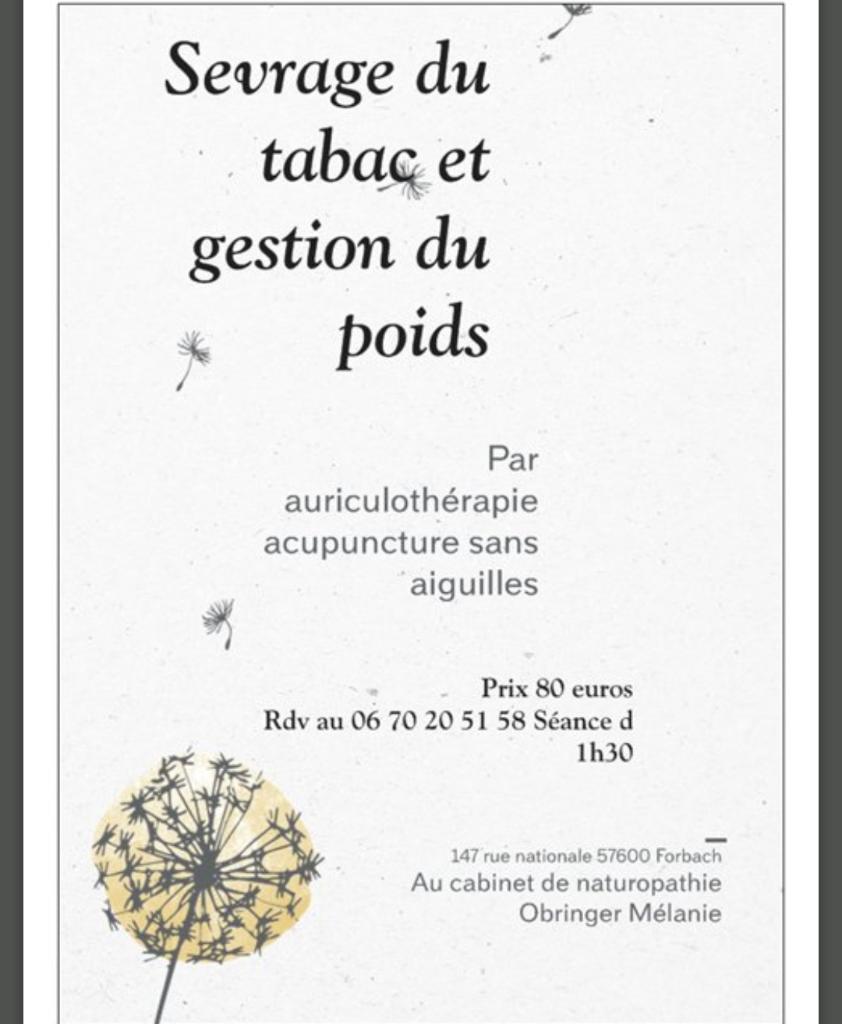 Sevrage du
tabac et
gestion du
poids
Par
auriculothérapie
acupuncture sans
aiguilles
Prix 80 euros
Rdv au 06 70 20 51 58 Séance d
1h30
147 rue nationale 57600 Forbach
Au cabinet de naturopathie
Obringer Mélanie